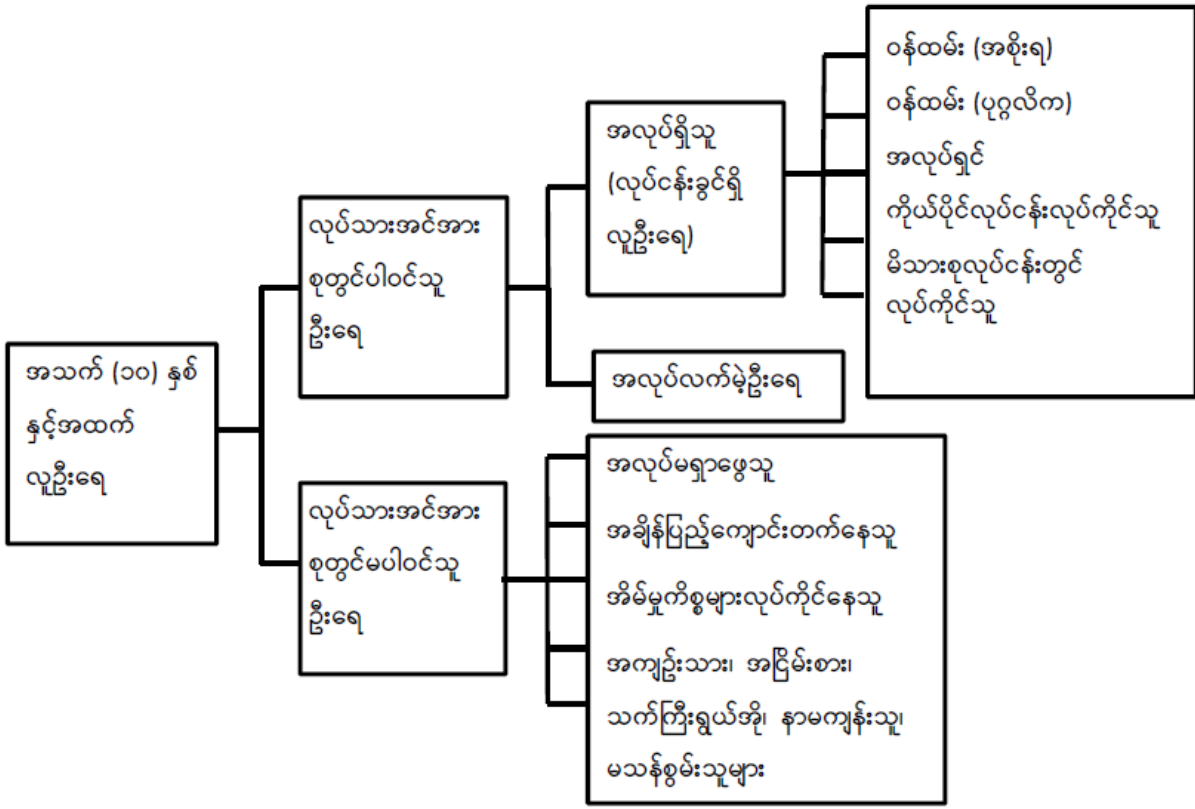 အသက် (၁၀) နှစ်
နှင့်အထက်
လူဦးရေ
လုပ်သားအင်အား
စုတွင်ပါဝင်သူ
ဦးရေ
အလုပ်ရှိသူ
(လုပ်ငန်းခွင်ရှိ
လူဦးရေ)
ဝန်ထမ်း (အစိုးရ)
ဝန်ထမ်း (ပုဂ္ဂလိက)
အလုပ်ရှင်
ကိုယ်ပိုင်လုပ်ငန်းလုပ်ကိုင်သူ
မိသားစုလုပ်ငန်းတွင်
လုပ်ကိုင်သူ
အလုပ်လက်မဲ့ဦးရေ
လုပ်သားအင်အား
စုတွင်မပါဝင်သူ
ဦးရေ
အလုပ်မရှာဖွေသူ
အချိန်ပြည့်ကျောင်းတက်နေသူ
အိမ်မှုကိစ္စများလုပ်ကိုင်နေသူ
အကျဉ်းသား၊ အငြိမ်းစား၊
သက်ကြီးရွယ်အို၊ နာမကျန်းသူ၊
မသန်စွမ်းသူများ